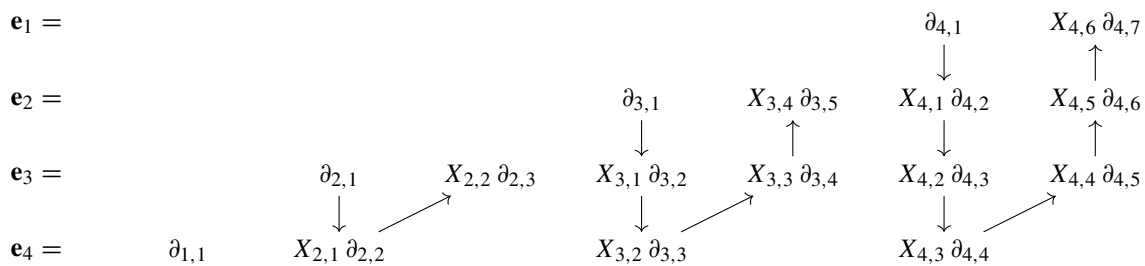 e₁ = ∂₄,₁ X₄,₆ ∂₄,₇
e₂ = ∂₃,₁ X₃,₄ ∂₃,₅ X₄,₁ ∂₄,₂ X₄,₅ ∂₄,₆
e₃ = ∂₂,₁ X₂,₂ ∂₂,₃ X₃,₁ ∂₃,₂ X₃,₃ ∂₃,₄ X₄,₂ ∂₄,₃ X₄,₄ ∂₄,₅
e₄ = ∂₁,₁ X₂,₁ ∂₂,₂ X₃,₂ ∂₃,₃ X₄,₃ ∂₄,₄